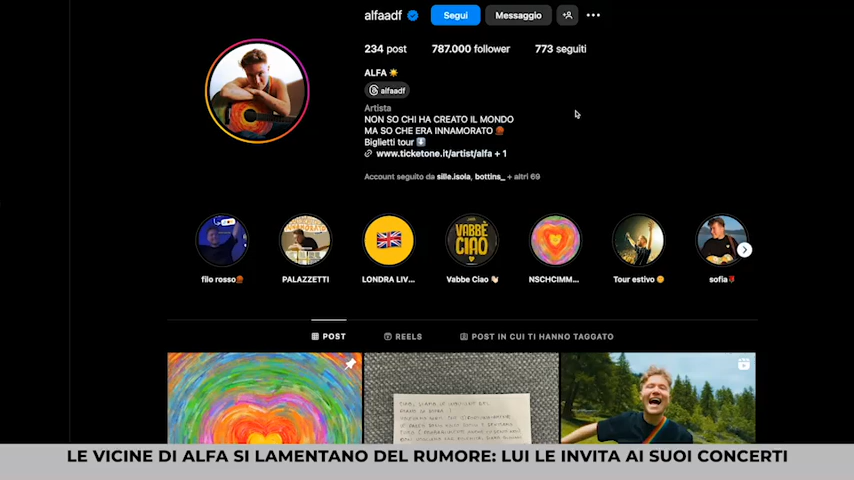 alfaadf
Segui
Messaggio
234 post
787.000 follower
773 seguiti
ALFA
alfaadf
Artista
NON SO CHI HA CREATO IL MONDO
MA SO CHE ERA INNAMORATO
Biglietti tour
www.ticketone.it/artist/alfa + 1
Account seguito da sille.isola, bottins_ + altri 69
VABBÈ
CIAO
filo rosso
PALAZZETTI
LONDRA LIV...
Vabbe Ciao
NSCHCIMM...
Tour estivo
sofia
POST
REELS
POST IN CUI TI HANNO TAGGATO
LE VICINE DI ALFA SI LAMENTANO DEL RUMORE: LUI LE INVITA AI SUOI CONCERTI